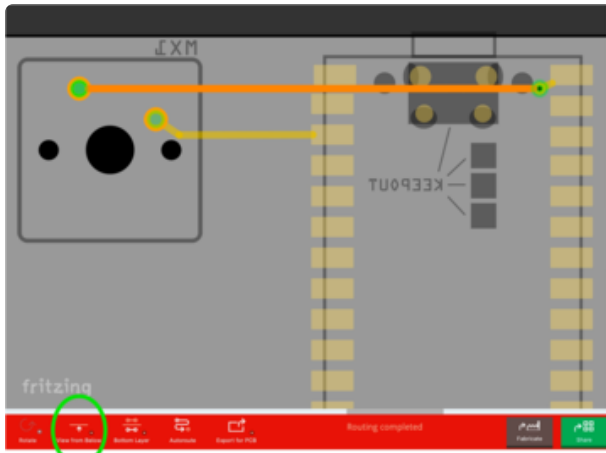 MX1
KEEPOUT
fritzing
Routing completed
Rotate
View from Below
Bottom Layer
Autoroute
Export for PCB
Fabricate
Share